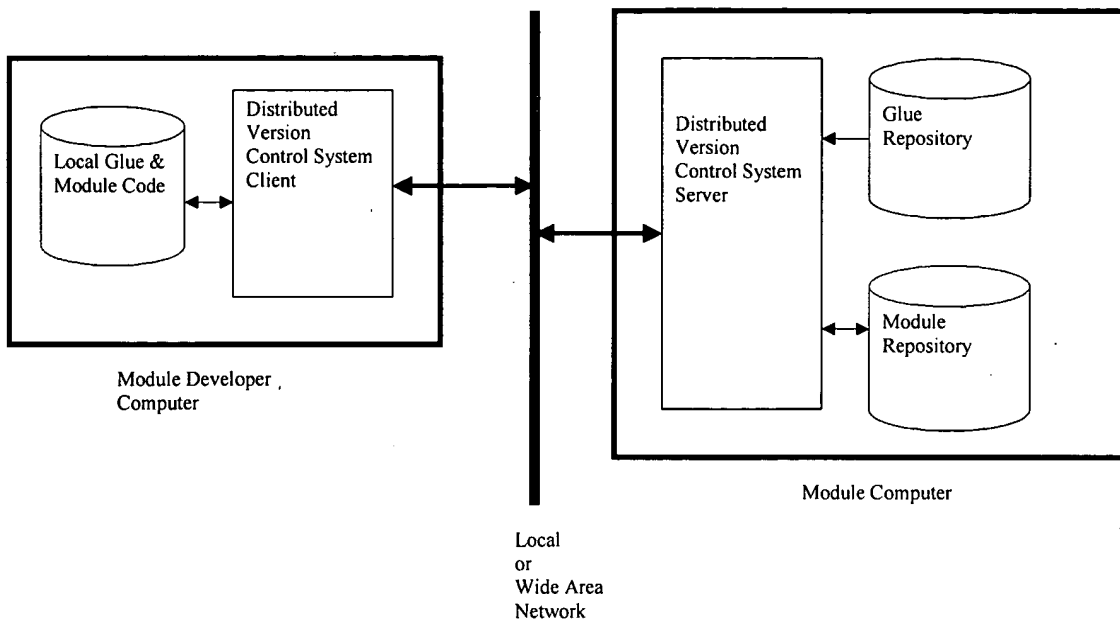 Local Glue &
Module Code
Distributed
Version
Control System
Client
Module Developer
Computer
Local
or
Wide Area
Network
Distributed
Version
Control System
Server
Glue
Repository
Module
Repository
Module Computer